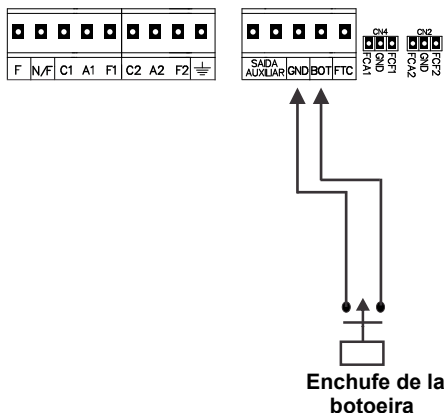 CN4 CN2
F N/F C1 A1 F1 C2 A2 F2
SAIDA
AUXILIAR GND BOT FTC
FCA1
GND
FCF1
FCA2
GND
FCF2
Enchufe de la
botoeira